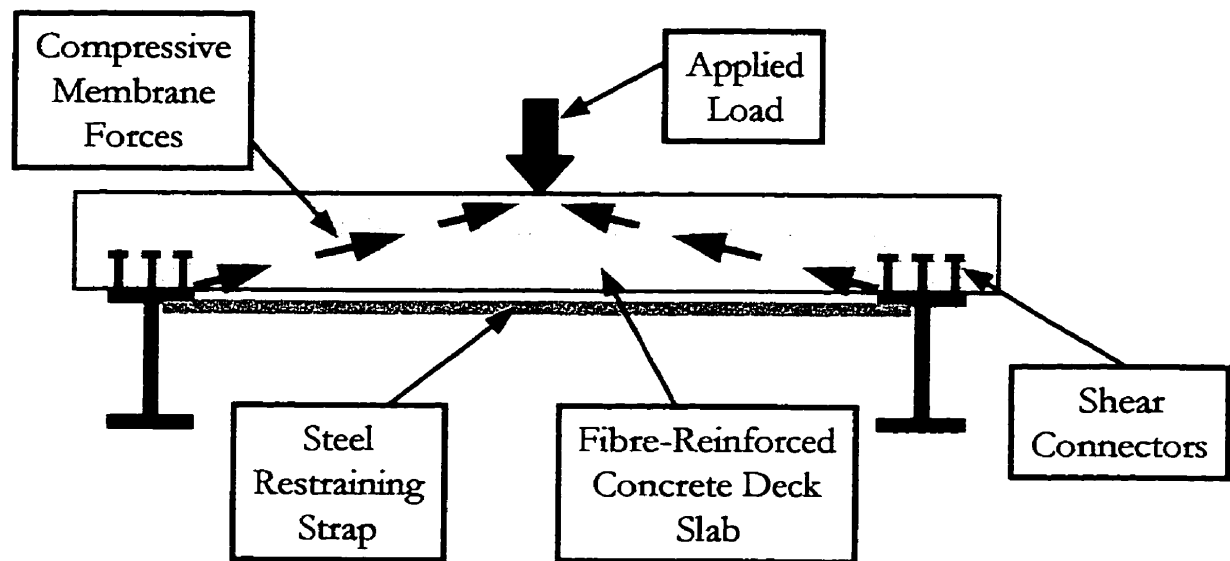 Compressive
Membrane
Forces
Applied
Load
Steel
Restraining
Strap
Fibre-Reinforced
Concrete Deck
Slab
Shear
Connectors